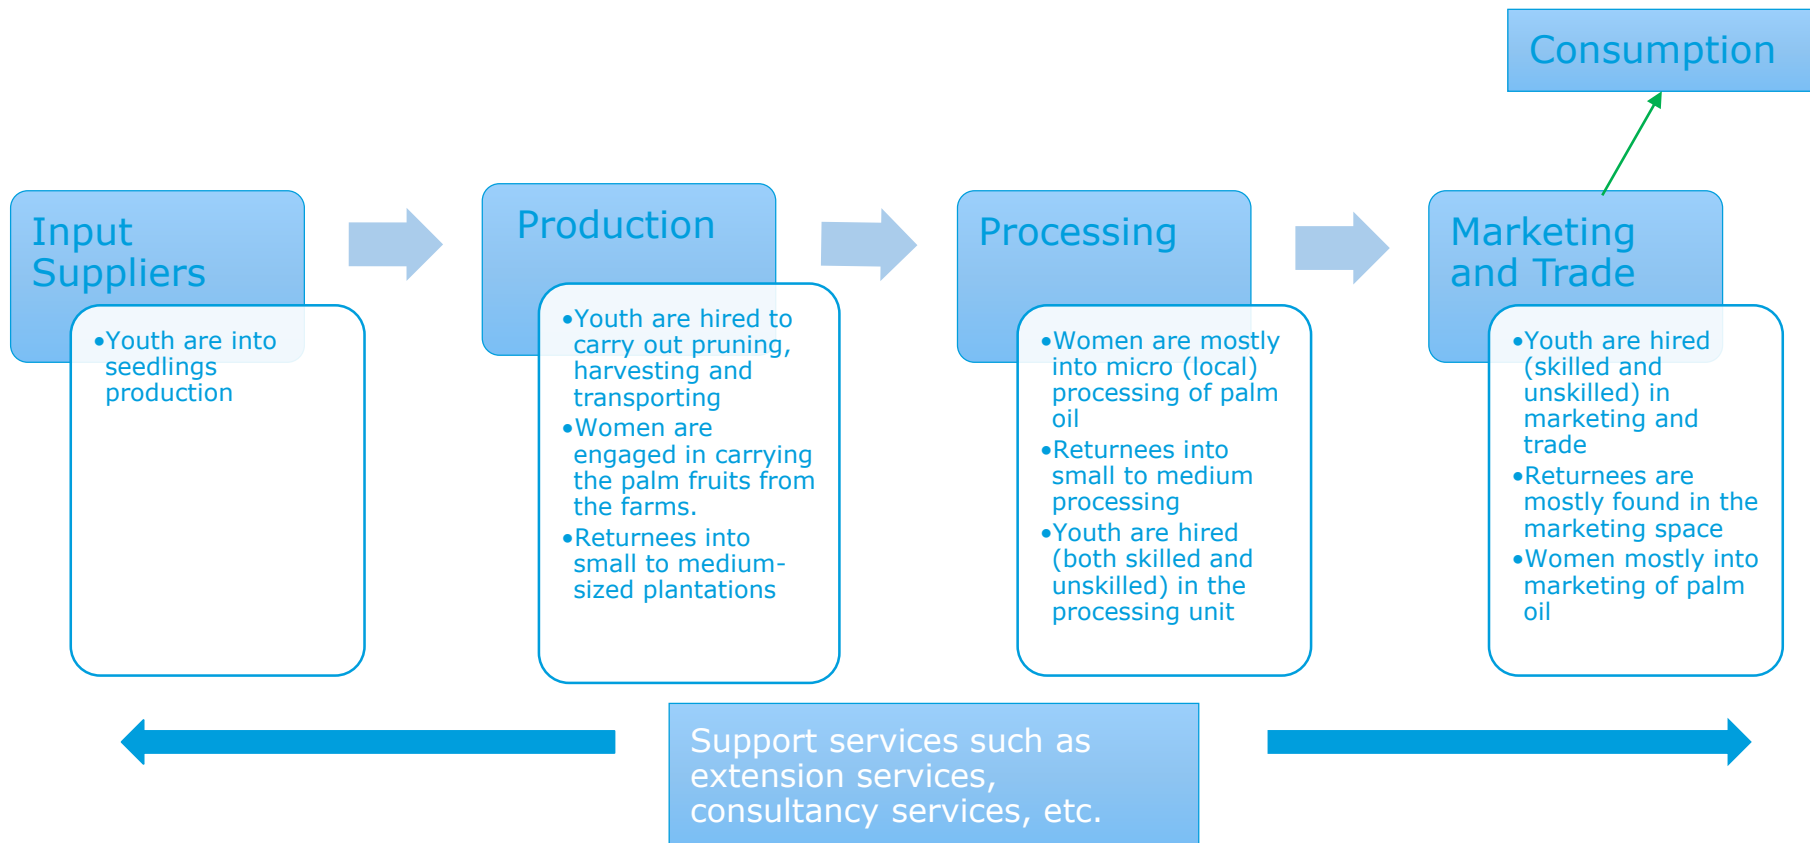 Consumption
Input
Suppliers
•Youth are into
seedlings
production
Production
•Youth are hired to
carry out pruning,
harvesting and
transporting
•Women are
engaged in carrying
the palm fruits from
the farms.
•Returnees into
small to medium-
sized plantations
Processing
•Women are mostly
into micro (local)
processing of palm
oil
•Returnees into
small to medium
processing
•Youth are hired
(both skilled and
unskilled) in the
processing unit
Marketing
and Trade
•Youth are hired
(skilled and
unskilled) in
marketing and
trade
•Returnees are
mostly found in the
marketing space
•Women mostly into
marketing of palm
oil
Support services such as
extension services,
consultancy services, etc.